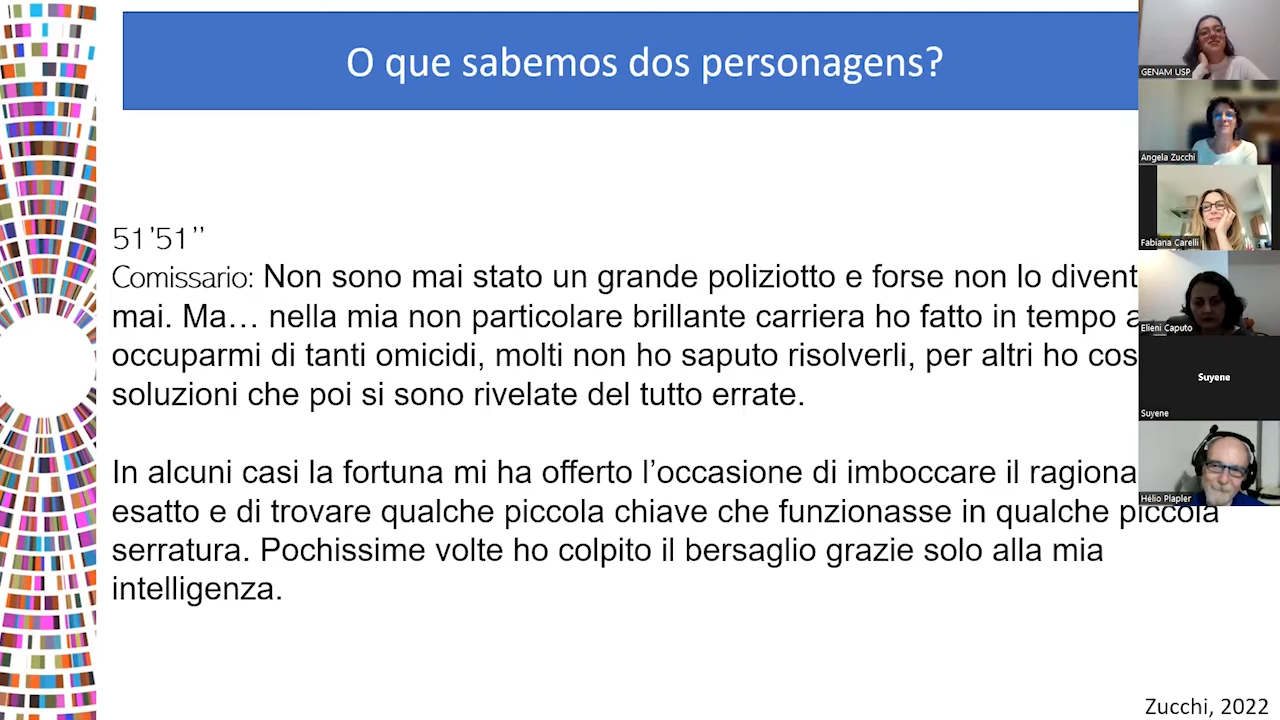 O que sabemos dos personagens?
51’51’’
Comissario: Non sono mai stato un grande poliziotto e forse non lo divent
mai. Ma… nella mia non particolare brillante carriera ho fatto in tempo a
occuparmi di tanti omicidi, molti non ho saputo risolverli, per altri ho cos
soluzioni che poi si sono rivelate del tutto errate.
In alcuni casi la fortuna mi ha offerto l’occasione di imboccare il ragiona
esatto e di trovare qualche piccola chiave che funzionasse in qualche piccola
serratura. Pochissime volte ho colpito il bersaglio grazie solo alla mia
intelligenza.
Zucchi, 2022
GENAM USP
Angela Zucchi
Fabiana Carelli
Elieni Caputo
Suyene
Suyene
Hélio Plapler